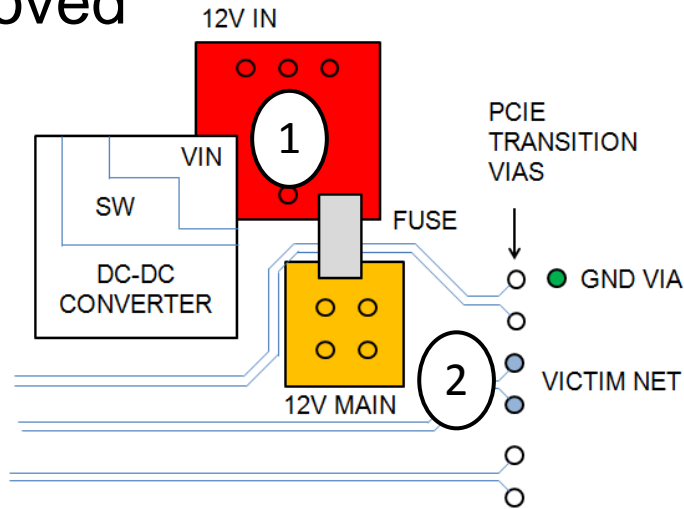 oved
12V IN
1
VIN
SW
DC-DC
CONVERTER
FUSE
PCIE
TRANSITION
VIAS
GND VIA
2
VICTIM NET
12V MAIN